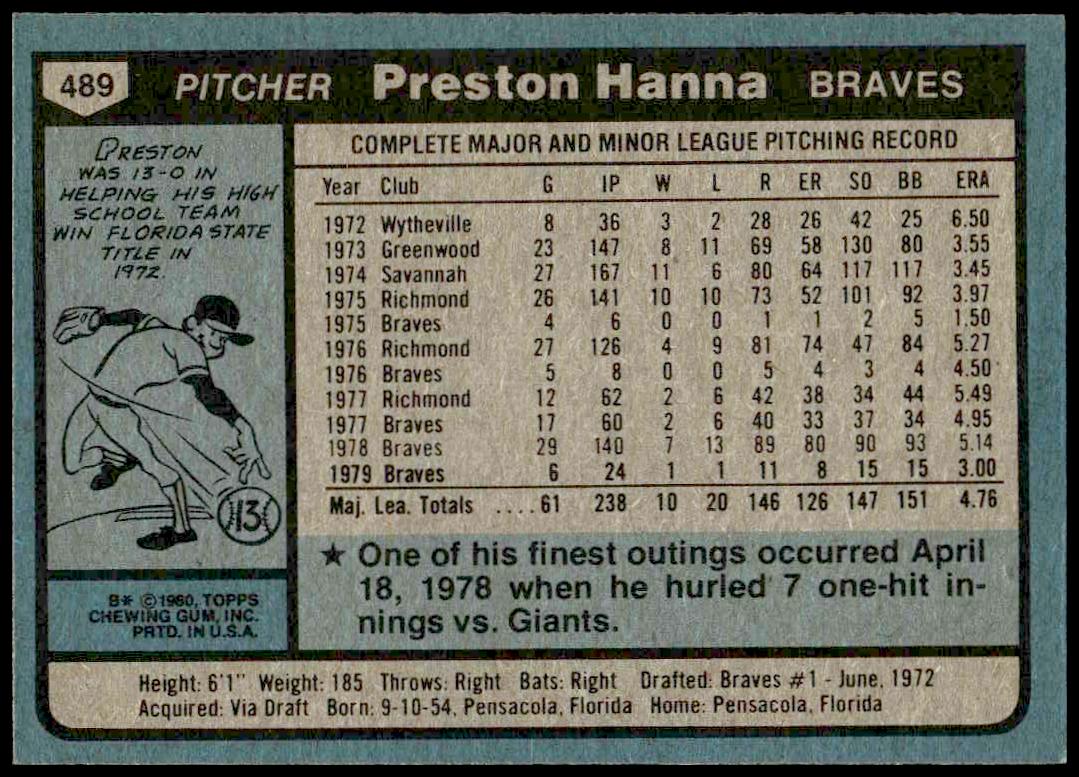 489 PITCHER Preston Hanna BRAVES
PRESTON
WAS 13-0 IN
HELPING HIS HIGH
SCHOOL TEAM
WIN FLORIDA STATE
TITLE IN
1972.
13
B* ©1980, TOPPS
CHEWING GUM, INC.
PRTD. IN U.S.A.
COMPLETE MAJOR AND MINOR LEAGUE PITCHING RECORD
Year Club G IP W L R ER SO BB ERA
1972 Wytheville 8 36 3 2 28 26 42 25 6.50
1973 Greenwood 23 147 8 11 69 58 130 80 3.55
1974 Savannah 27 167 11 6 80 64 117 117 3.45
1975 Richmond 26 141 10 10 73 52 101 92 3.97
1975 Braves 4 6 0 0 1 1 2 5 1.50
1976 Richmond 27 126 4 9 81 74 47 84 5.27
1976 Braves 5 8 0 0 5 4 3 4 4.50
1977 Richmond 12 62 2 6 42 38 34 44 5.49
1977 Braves 17 60 2 6 40 33 37 34 4.95
1978 Braves 29 140 7 13 89 80 90 93 5.14
1979 Braves 6 24 1 1 11 8 15 15 3.00
Maj. Lea. Totals ....61 238 10 20 146 126 147 151 4.76
★ One of his finest outings occurred April
18, 1978 when he hurled 7 one-hit in-
nings vs. Giants.
Height: 6'1" Weight: 185 Throws: Right Bats: Right Drafted: Braves #1 - June, 1972
Acquired: Via Draft Born: 9-10-54, Pensacola, Florida Home: Pensacola, Florida